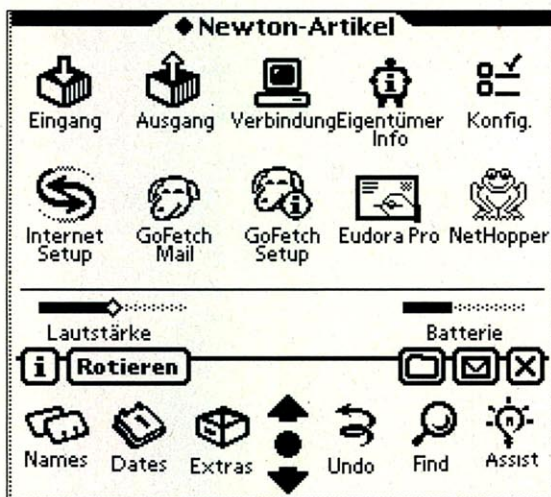 Newton-Artikel
Eingang Ausgang Verbindung Eigentümer Info Konfig.
Internet Setup GoFetch Mail GoFetch Setup Eudora Pro NetHopper
Lautstärke Batterie
i Rotieren
Names Dates Extras Undo Find Assist